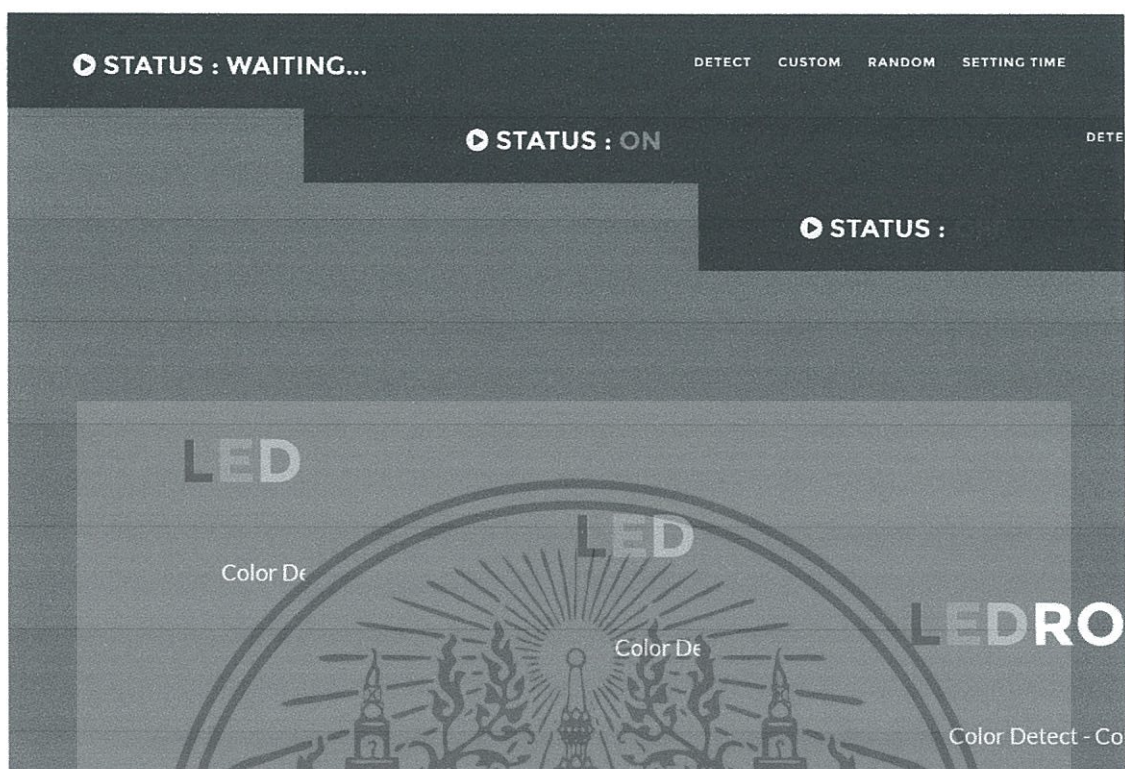 STATUS : WAITING...
DETECT CUSTOM RANDOM SETTING TIME
STATUS : ON
DETE
STATUS :
LED
LED
Color De
LEDRO
Color De
Color Detect - Co